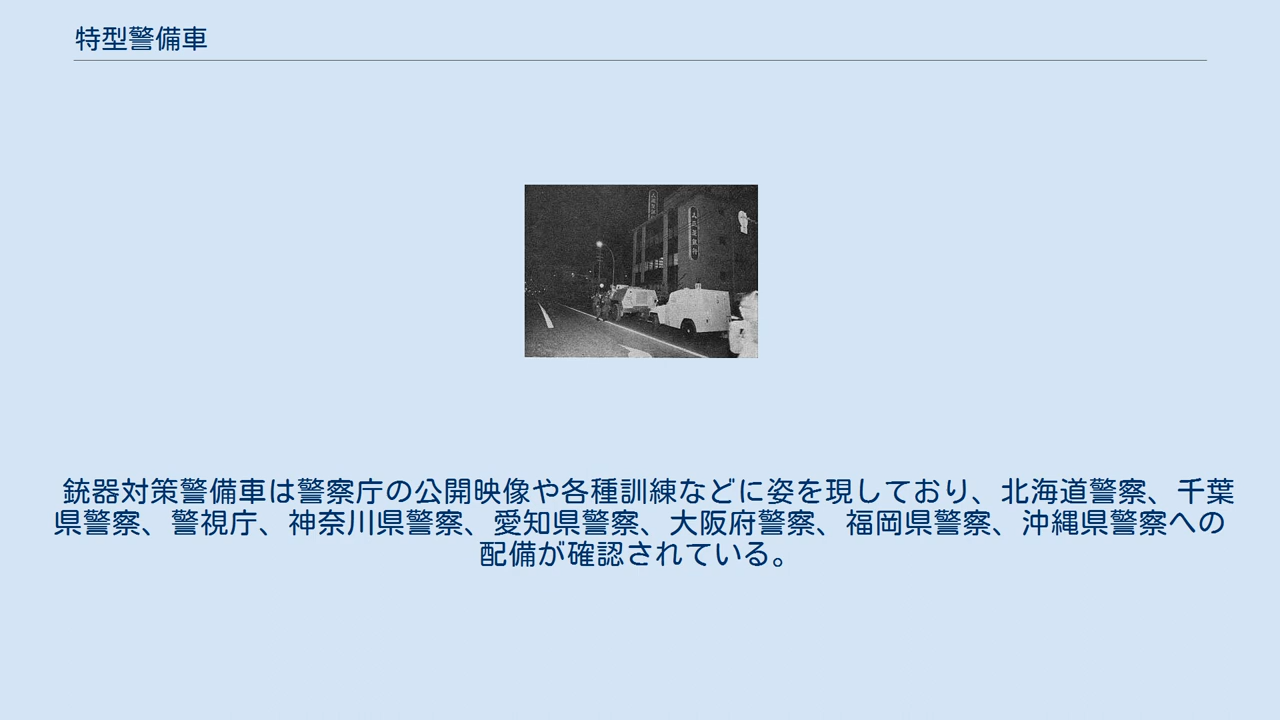 特型警備車
銃器対策警備車は警察庁の公開映像や各種訓練などに姿を現しており、北海道警察、千葉
県警察、警視庁、神奈川県警察、愛知県警察、大阪府警察、福岡県警察、沖縄県警察への
配備が確認されている。